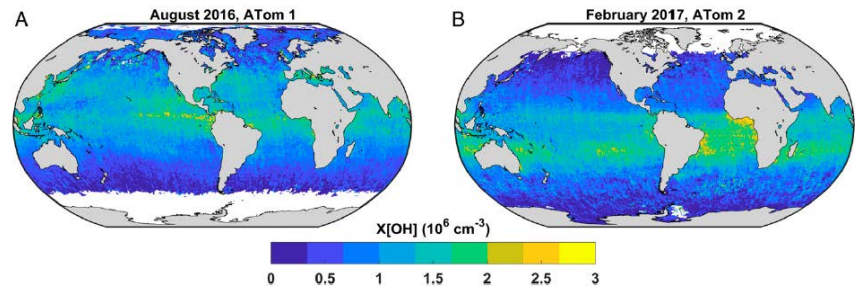 A
August 2016, ATom 1
B
February 2017, ATom 2
X[OH] (10⁶ cm⁻³)
0 0.5 1 1.5 2 2.5 3